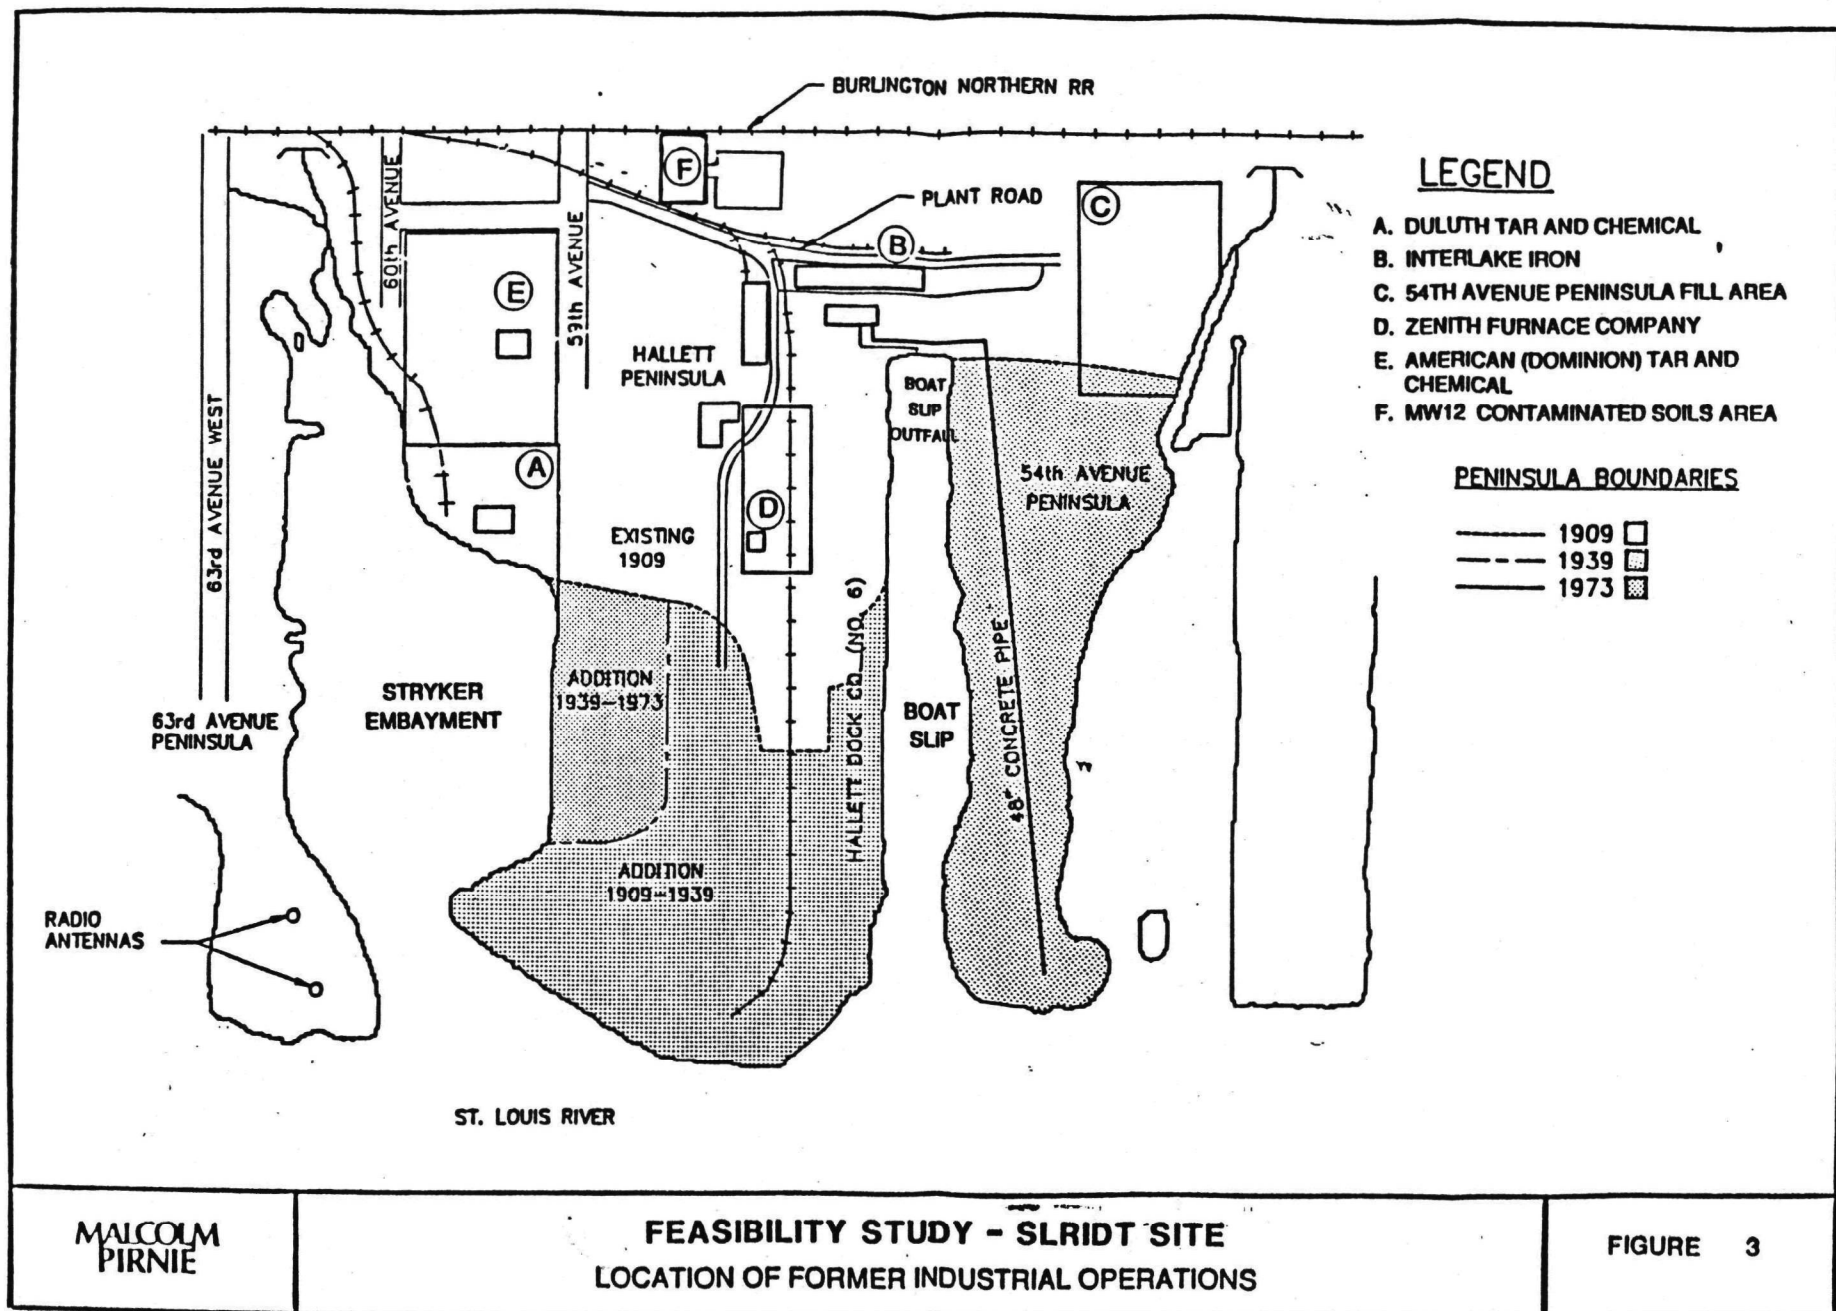 BURLINGTON NORTHERN RR
60th AVENUE
59th AVENUE
F
PLANT ROAD
B
C
E
HALLETT
PENINSULA
63rd AVENUE WEST
A
D
EXISTING
1909
BOAT
SLIP
OUTFALL
54th AVENUE
PENINSULA
HALLETT DOCK CO. (NO. 6)
48" CONCRETE PIPE
ADDITION
1939-1973
STRYKER
EMBAYMENT
63rd AVENUE
PENINSULA
BOAT
SLIP
ADDITION
1909-1939
RADIO
ANTENNAS
ST. LOUIS RIVER
LEGEND
A. DULUTH TAR AND CHEMICAL
B. INTERLAKE IRON
C. 54TH AVENUE PENINSULA FILL AREA
D. ZENITH FURNACE COMPANY
E. AMERICAN (DOMINION) TAR AND
CHEMICAL
F. MW12 CONTAMINATED SOILS AREA
PENINSULA BOUNDARIES
1909
1939
1973
MALCOLM
PIRNIE
FEASIBILITY STUDY - SLRIDT SITE
LOCATION OF FORMER INDUSTRIAL OPERATIONS
FIGURE 3